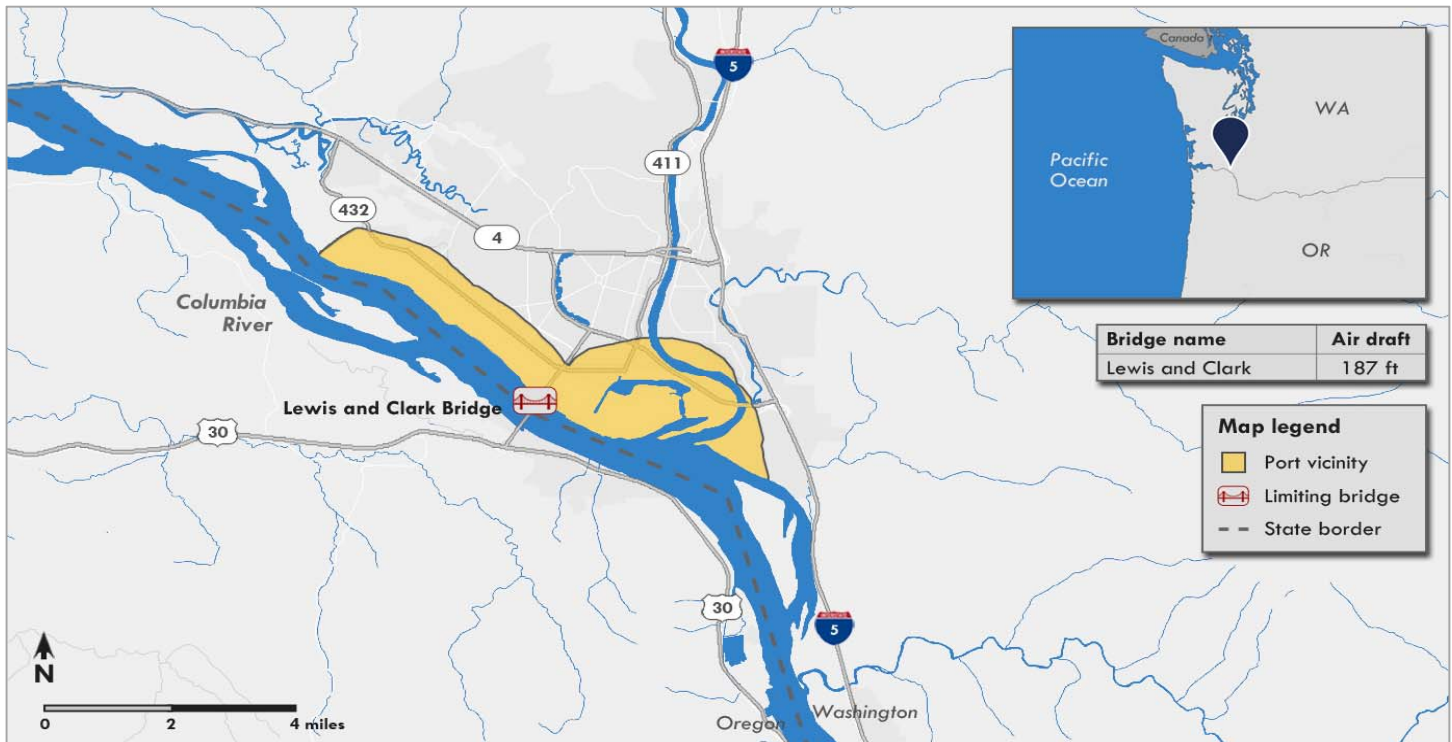 5
411
432
4
Columbia
River
Lewis and Clark Bridge
30
30
5
N
0 2 4 miles
Oregon
Washington
Canada
WA
Pacific
Ocean
OR
Bridge name Air draft
Lewis and Clark 187 ft
Map legend
Port vicinity
Limiting bridge
State border